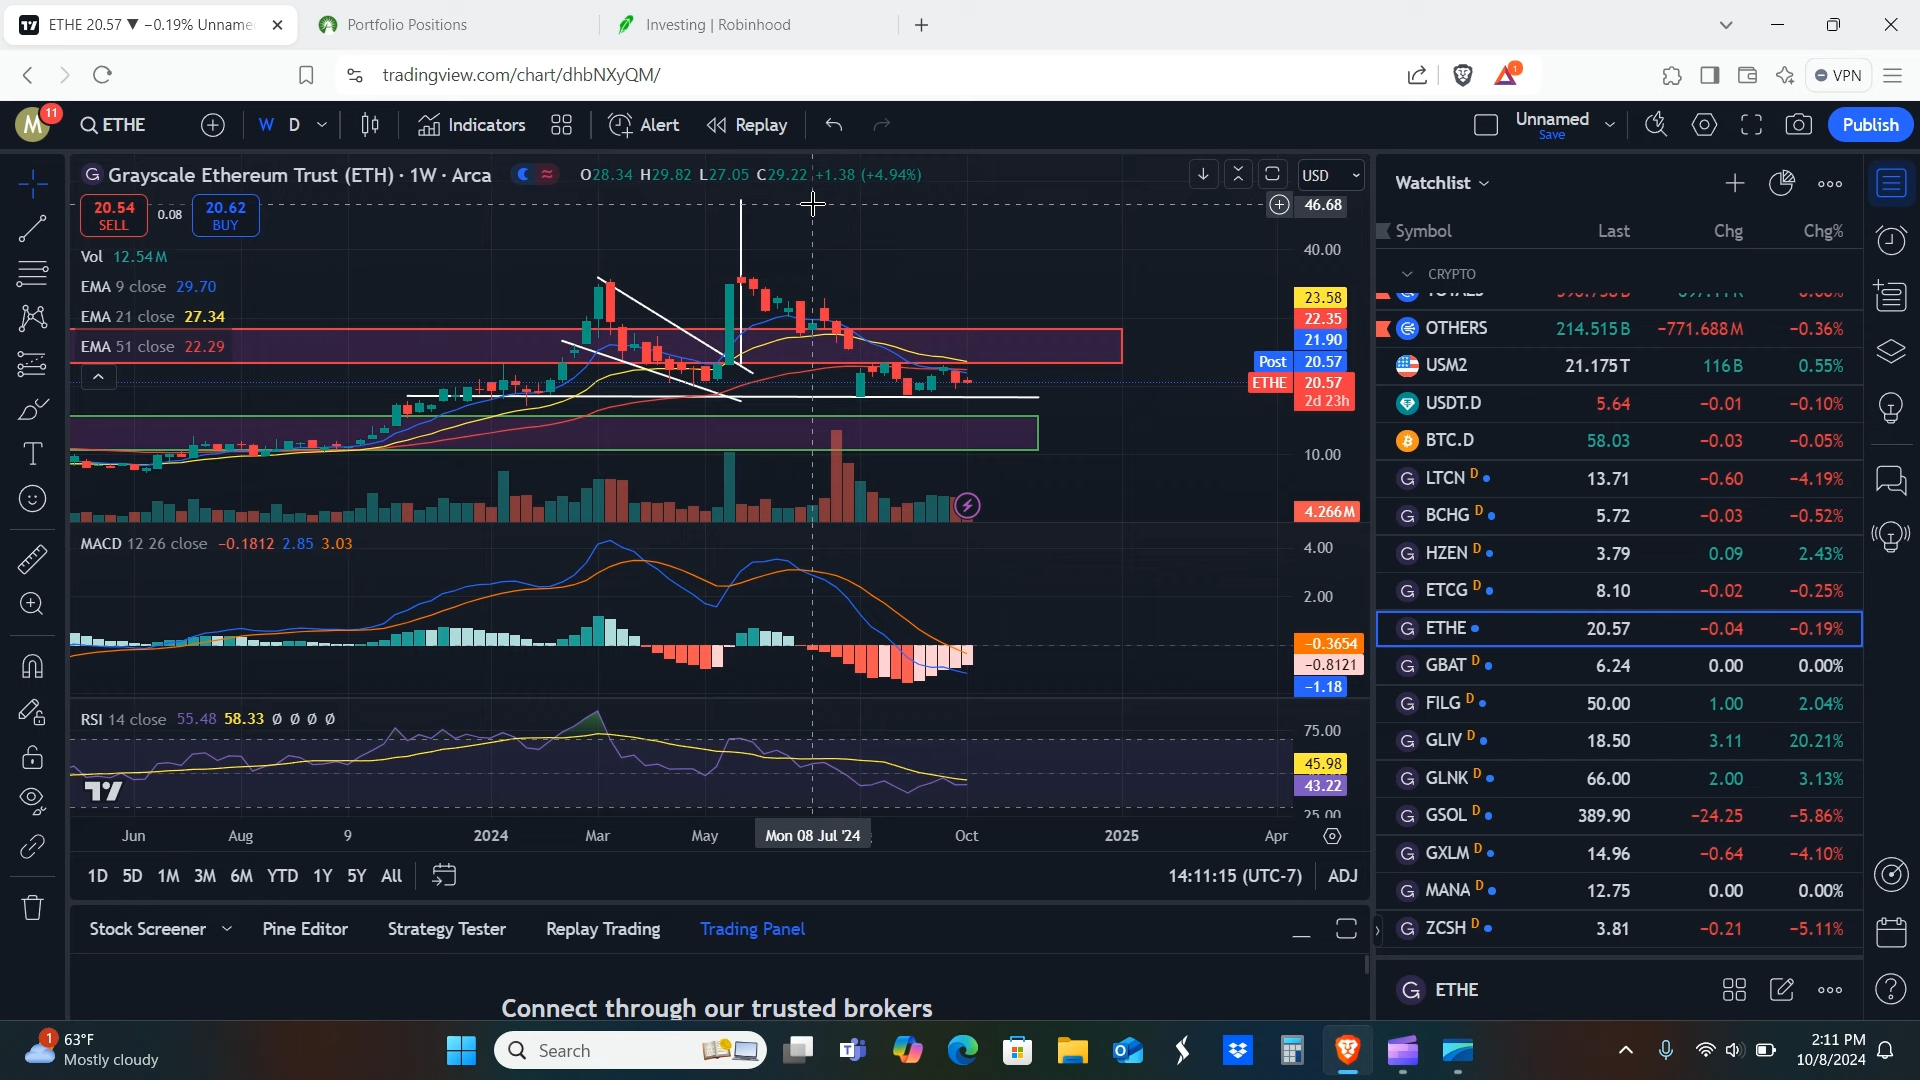 ETHE 20.57 ▼ −0.19% Unname
Portfolio Positions
Investing | Robinhood
tradingview.com/chart/dhbNXyQM/
1
VPN
M
11
ETHE
W
D
Indicators
Alert
Replay
Unnamed
Save
Publish
Grayscale Ethereum Trust (ETH) · 1W · Arca
O28.34 H29.82 L27.05 C29.22 +1.38 (+4.94%)
USD
20.54
SELL
0.08
20.62
BUY
46.68
40.00
Vol 12.54M
EMA 9 close 29.70
EMA 21 close 27.34
EMA 51 close 22.29
23.58
22.35
21.90
Post 20.57
ETHE 20.57
2d 23h
10.00
4.266M
MACD 12 26 close −0.1812 2.85 3.03
4.00
2.00
−0.3654
−0.8121
−1.18
RSI 14 close 55.48 58.33 Ø Ø Ø Ø
75.00
45.98
43.22
25.00
Jun
Aug
9
2024
Mar
May
Mon 08 Jul '24
Oct
2025
Apr
1D 5D 1M 3M 6M YTD 1Y 5Y All
14:11:15 (UTC-7)
ADJ
Stock Screener
Pine Editor
Strategy Tester
Replay Trading
Trading Panel
Connect through our trusted brokers
Watchlist
Symbol Last Chg Chg%
CRYPTO
OTHERS 214.515B −771.688M −0.36%
USM2 21.175T 116B 0.55%
USDT.D 5.64 −0.01 −0.10%
BTC.D 58.03 −0.03 −0.05%
LTCN D 13.71 −0.60 −4.19%
BCHG D 5.72 −0.03 −0.52%
HZEN D 3.79 0.09 2.43%
ETCG D 8.10 −0.02 −0.25%
ETHE 20.57 −0.04 −0.19%
GBAT D 6.24 0.00 0.00%
FILG D 50.00 1.00 2.04%
GLIV D 18.50 3.11 20.21%
GLNK D 66.00 2.00 3.13%
GSOL D 389.90 −24.25 −5.86%
GXLM D 14.96 −0.64 −4.10%
MANA D 12.75 0.00 0.00%
ZCSH D 3.81 −0.21 −5.11%
ETHE
1
63°F
Mostly cloudy
Search
2:11 PM
10/8/2024